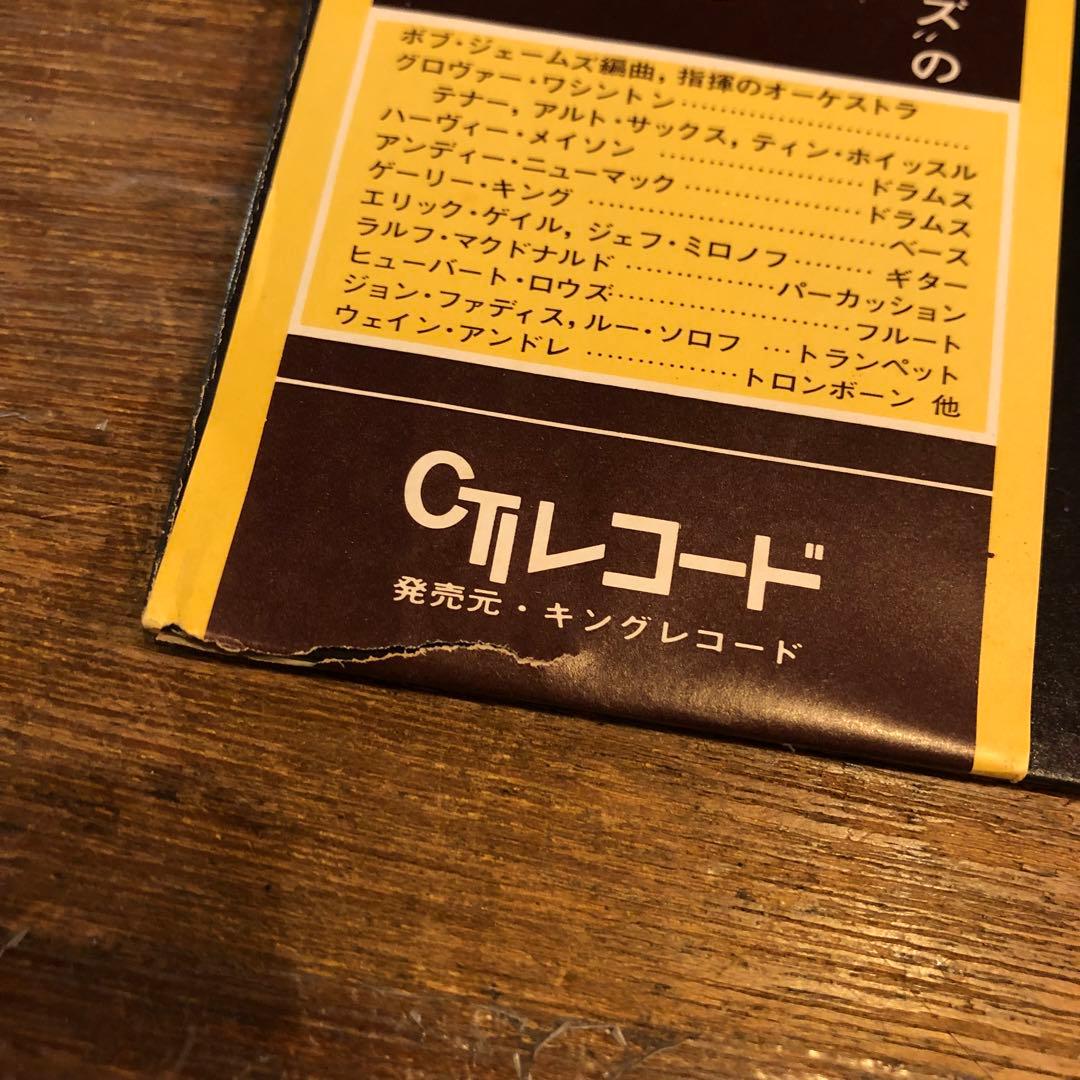 ズ”の
ボブ・ジェームズ編曲，指揮のオーケストラ
グロヴァー・ワシントン……………………
テナー，アルト・サックス，ティン・ホイッスル
ハーヴィー・メイソン ………………ドラムス
アンディー・ニューマック……………ドラムス
ゲーリー・キング ………………………ベース
エリック・ゲイル，ジェフ・ミロノフ……… ギター
ラルフ・マクドナルド …………パーカッション
ヒューバート・ロウズ…………………フルート
ジョン・ファディス，ルー・ソロフ …トランペット
ウェイン・アンドレ …………トロンボーン 他
CTIレコード
発売元・キングレコード